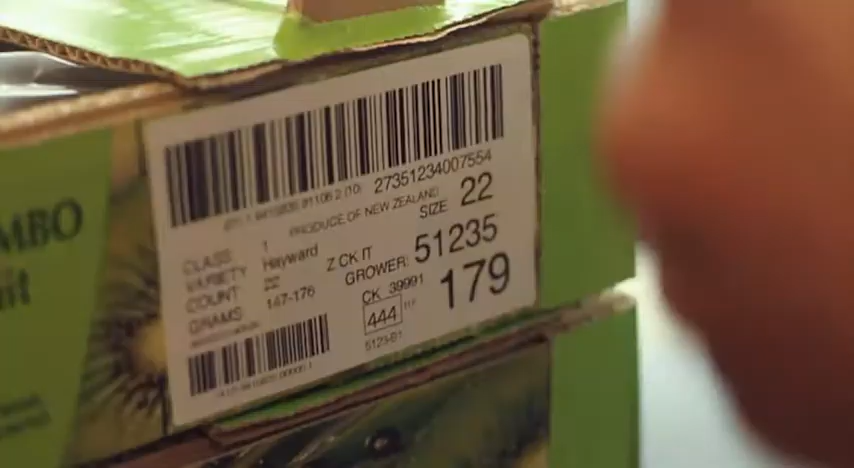 MBO
27351234007554
PRODUCE OF NEW ZEALAND
SIZE 22
CLASS 1
VARIETY Hayward
COUNT 22
GRAMS 147-176
Z CK IT
GROWER: 51235
CK 39991
444
179